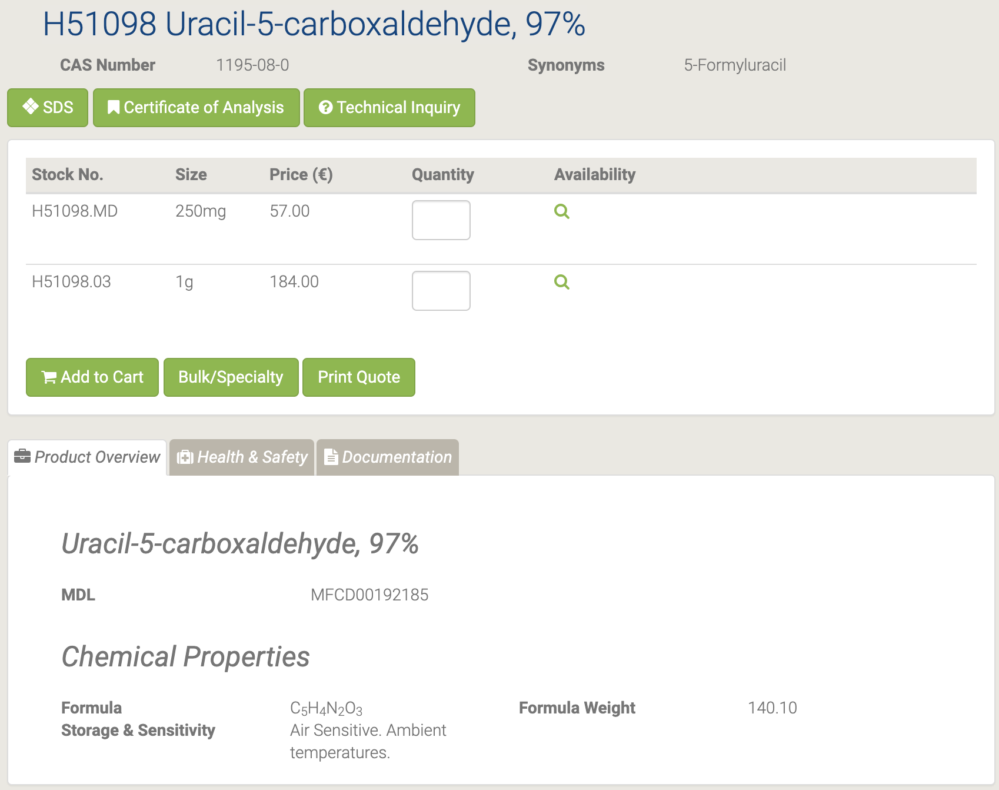 H51098 Uracil-5-carboxaldehyde, 97%
CAS Number 1195-08-0 Synonyms 5-Formyluracil
SDS Certificate of Analysis Technical Inquiry
Stock No. Size Price (€) Quantity Availability
H51098.MD 250mg 57.00
H51098.03 1g 184.00
Add to Cart Bulk/Specialty Print Quote
Product Overview Health & Safety Documentation
Uracil-5-carboxaldehyde, 97%
MDL MFCD00192185
Chemical Properties
Formula C₅H₄N₂O₃ Formula Weight 140.10
Storage & Sensitivity Air Sensitive. Ambient
temperatures.